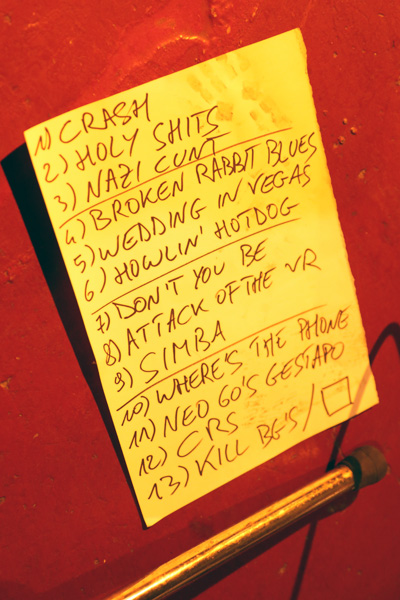 1) CRASH
2) HOLY SHITS
3) NAZI CUNT
4) BROKEN RABBIT BLUES
5) WEDDING IN VEGAS
6) HOWLIN' HOTDOG
7) DON'T YOU BE
8) ATTACK OF THE VR
9) SIMBA
10) WHERE'S THE PHONE
11) NEO GO'S GESTAPO
12) CRS
13) KILL BE'S /